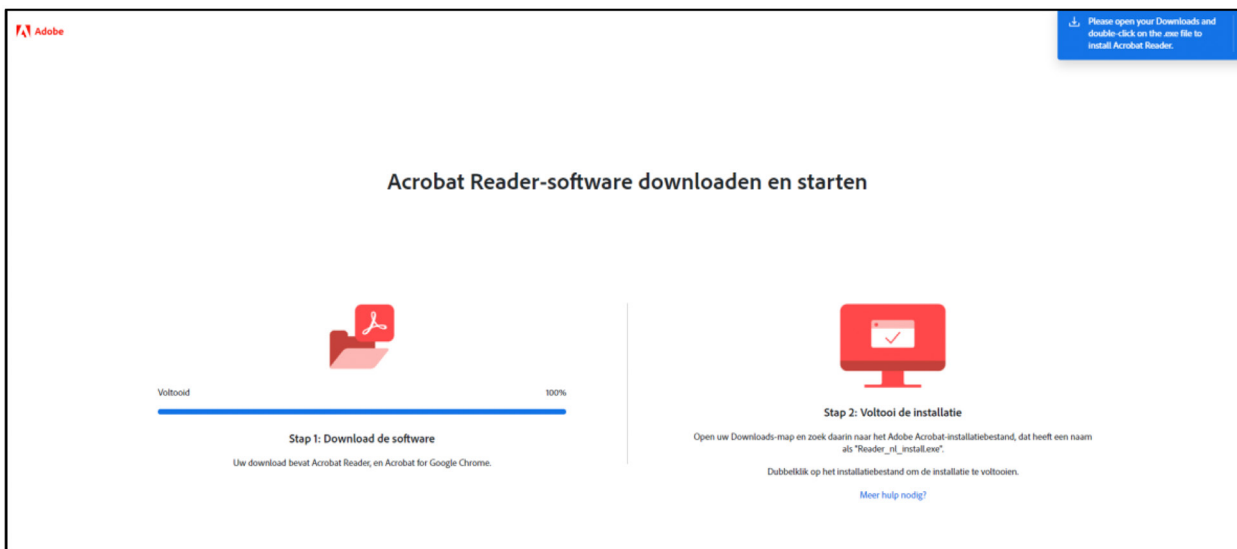 Adobe
Please open your Downloads and
double-click on the .exe file to
install Acrobat Reader.
Acrobat Reader-software downloaden en starten
Voltooid 100%
Stap 1: Download de software
Uw download bevat Acrobat Reader, en Acrobat for Google Chrome.
Stap 2: Voltooi de installatie
Open uw Downloads-map en zoek daarin naar het Adobe Acrobat-installatiebestand, dat heeft een naam
als "Reader_nl_install.exe".
Dubbelklik op het installatiebestand om de installatie te voltooien.
Meer hulp nodig?